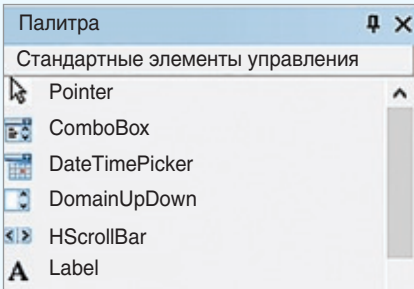 Палитра
Стандартные элементы управления
Pointer
ComboBox
DateTimePicker
DomainUpDown
HScrollBar
Label